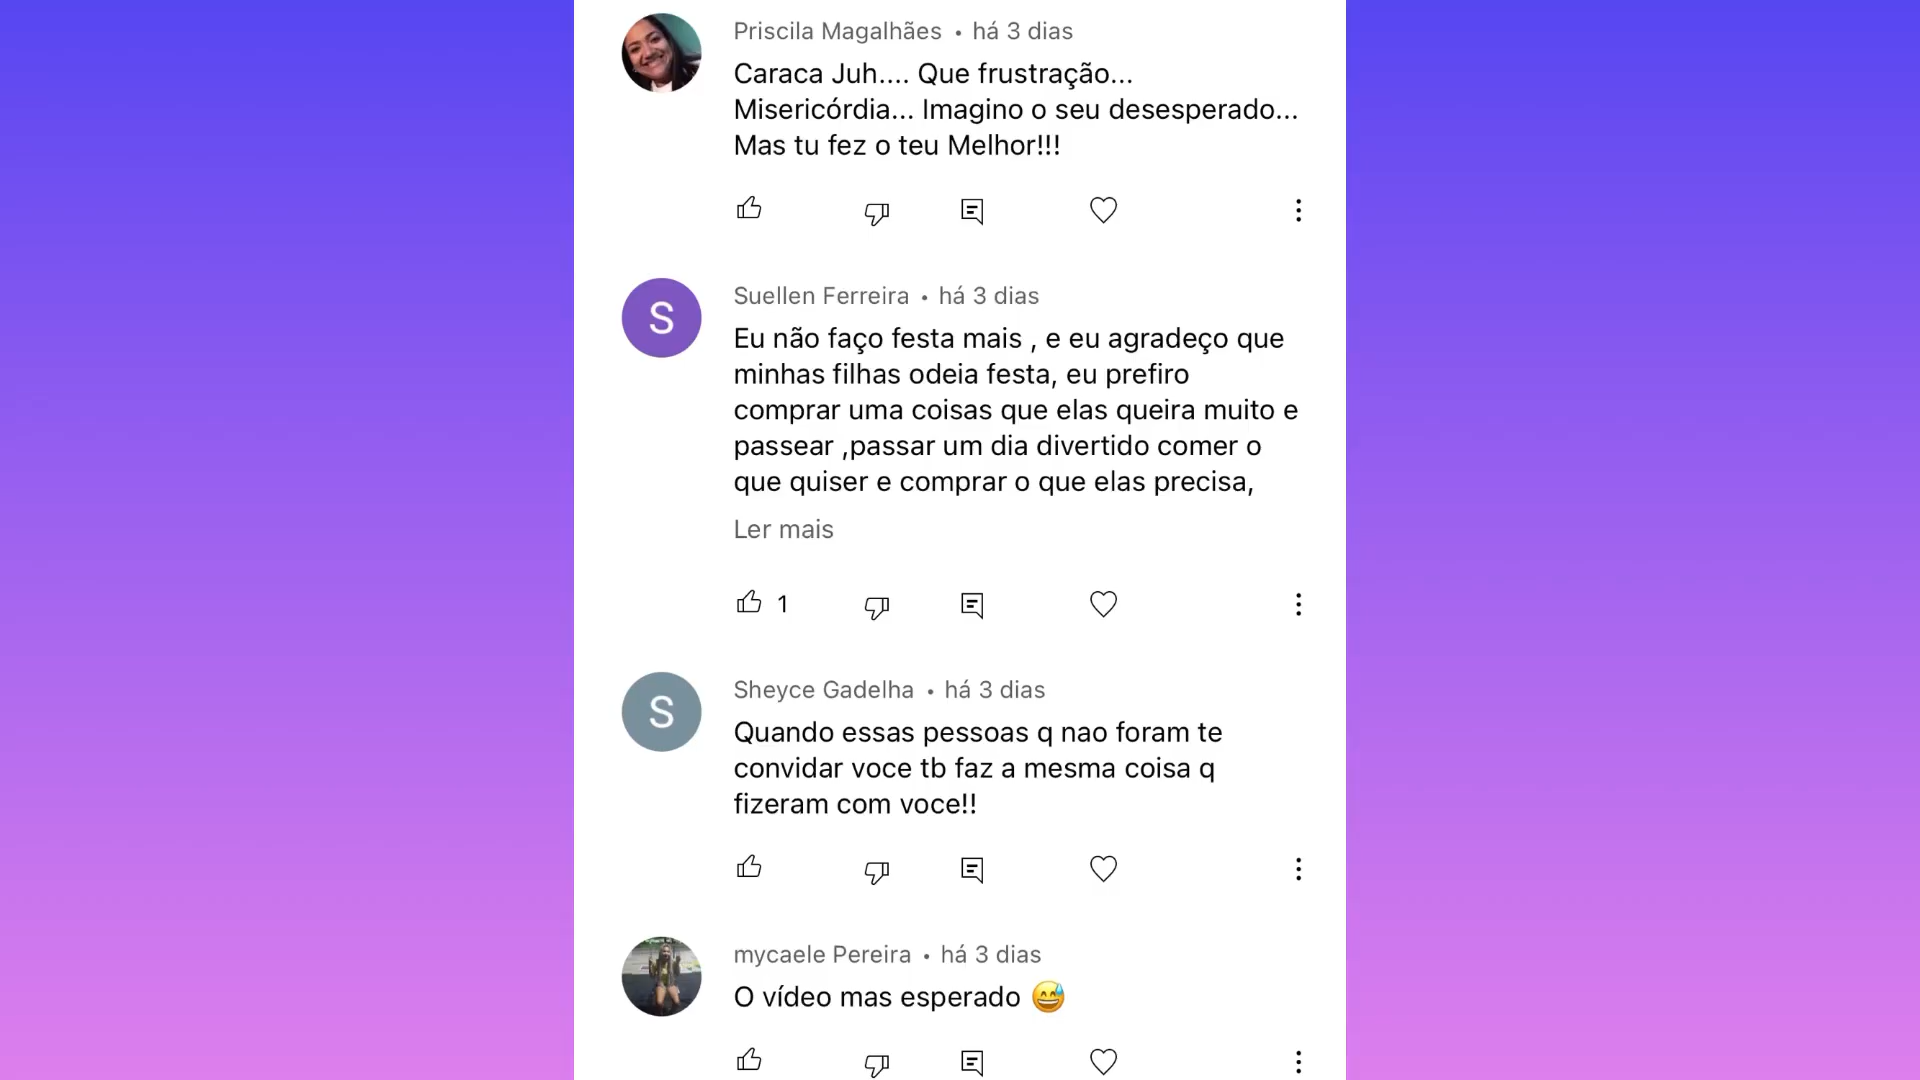 Priscila Magalhães • há 3 dias
Caraca Juh.... Que frustração...
Misericórdia... Imagino o seu desesperado...
Mas tu fez o teu Melhor!!!
S
Suellen Ferreira • há 3 dias
Eu não faço festa mais , e eu agradeço que
minhas filhas odeia festa, eu prefiro
comprar uma coisas que elas queira muito e
passear ,passar um dia divertido comer o
que quiser e comprar o que elas precisa,
Ler mais
1
S
Sheyce Gadelha • há 3 dias
Quando essas pessoas q nao foram te
convidar voce tb faz a mesma coisa q
fizeram com voce!!
mycaele Pereira • há 3 dias
O vídeo mas esperado 😅